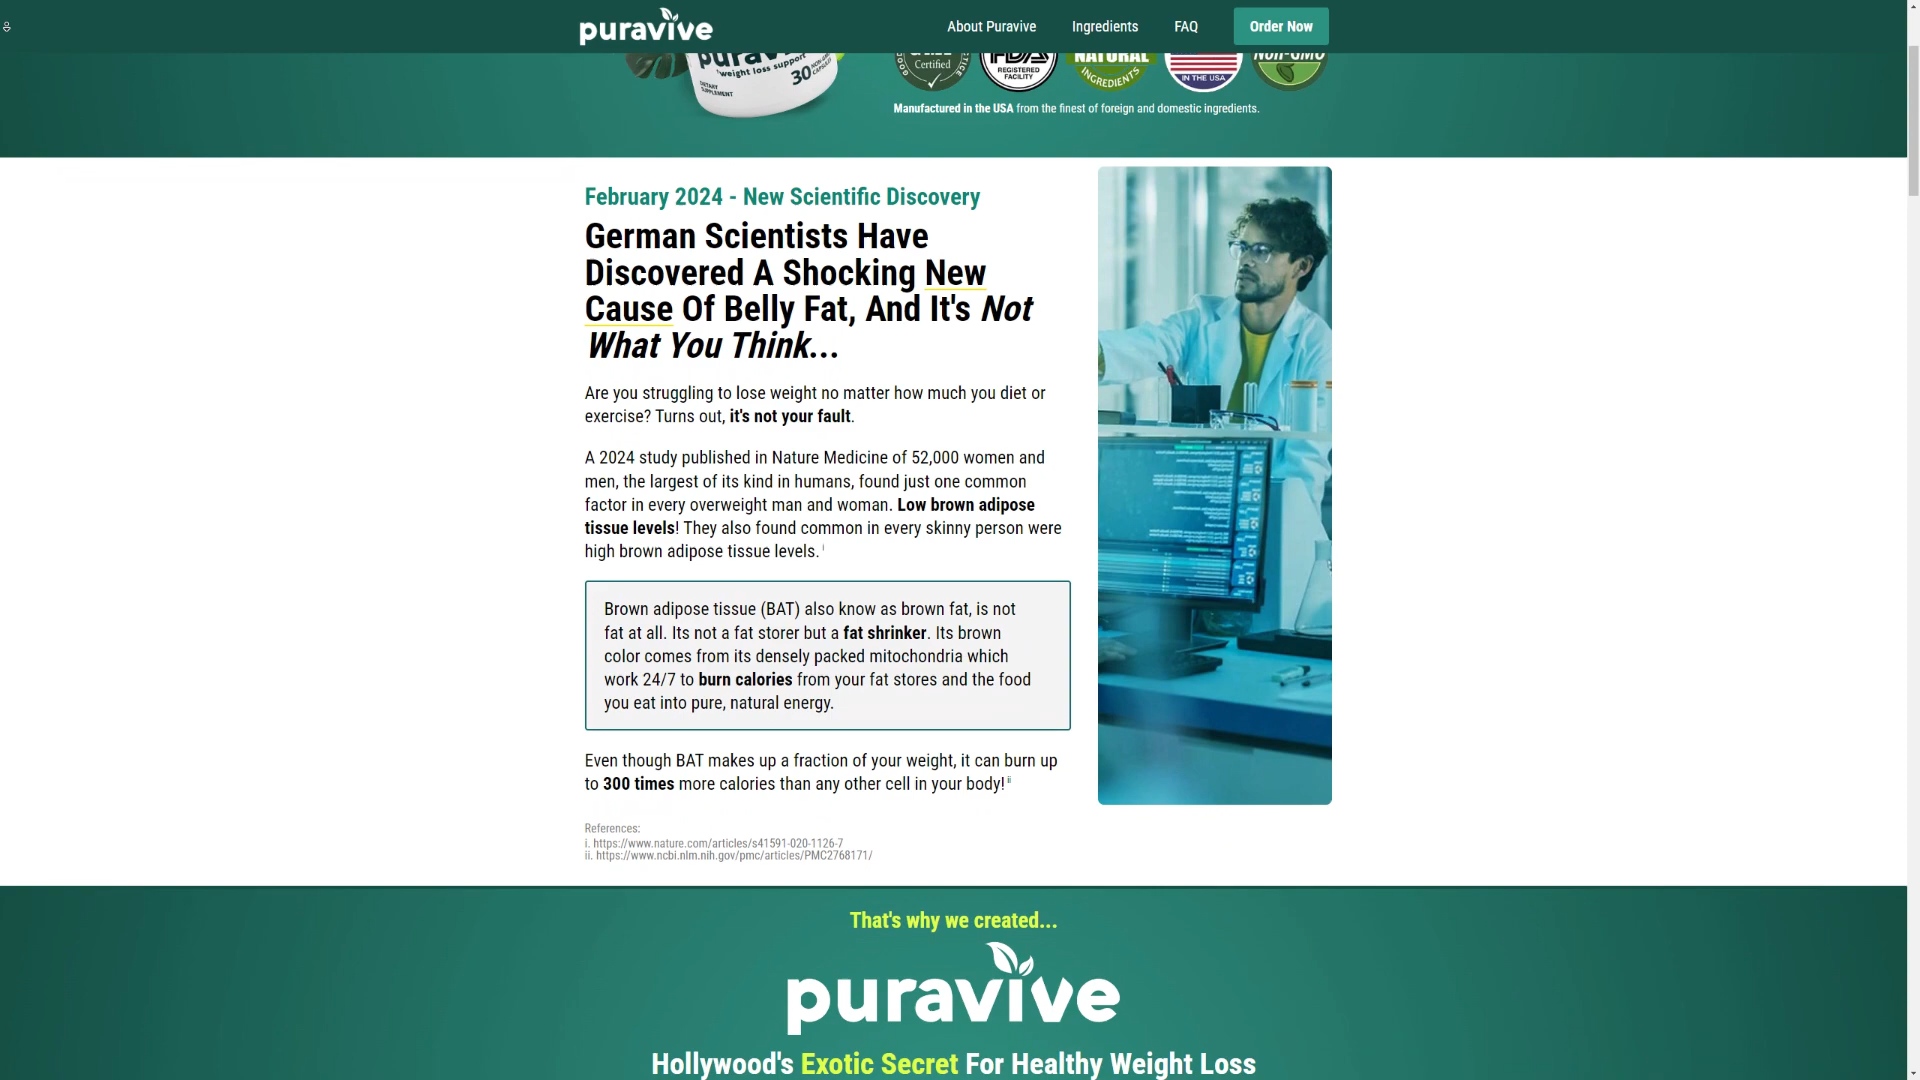 puravive
About Puravive
Ingredients
FAQ
Order Now
weight loss support
DIETARY
SUPPLEMENT
30
Certified
REGISTERED
FACILITY
NATURAL
INGREDIENTS
IN THE USA
NON-GMO
Manufactured in the USA from the finest of foreign and domestic ingredients.
February 2024 - New Scientific Discovery
German Scientists Have
Discovered A Shocking New
Cause Of Belly Fat, And It's Not
What You Think...
Are you struggling to lose weight no matter how much you diet or
exercise? Turns out, it's not your fault.
A 2024 study published in Nature Medicine of 52,000 women and
men, the largest of its kind in humans, found just one common
factor in every overweight man and woman. Low brown adipose
tissue levels! They also found common in every skinny person were
high brown adipose tissue levels. i
Brown adipose tissue (BAT) also know as brown fat, is not
fat at all. Its not a fat storer but a fat shrinker. Its brown
color comes from its densely packed mitochondria which
work 24/7 to burn calories from your fat stores and the food
you eat into pure, natural energy.
Even though BAT makes up a fraction of your weight, it can burn up
to 300 times more calories than any other cell in your body! ii
References:
i. https://www.nature.com/articles/s41591-020-1126-7
ii. https://www.ncbi.nlm.nih.gov/pmc/articles/PMC2768171/
That's why we created...
puravive
Hollywood's Exotic Secret For Healthy Weight Loss